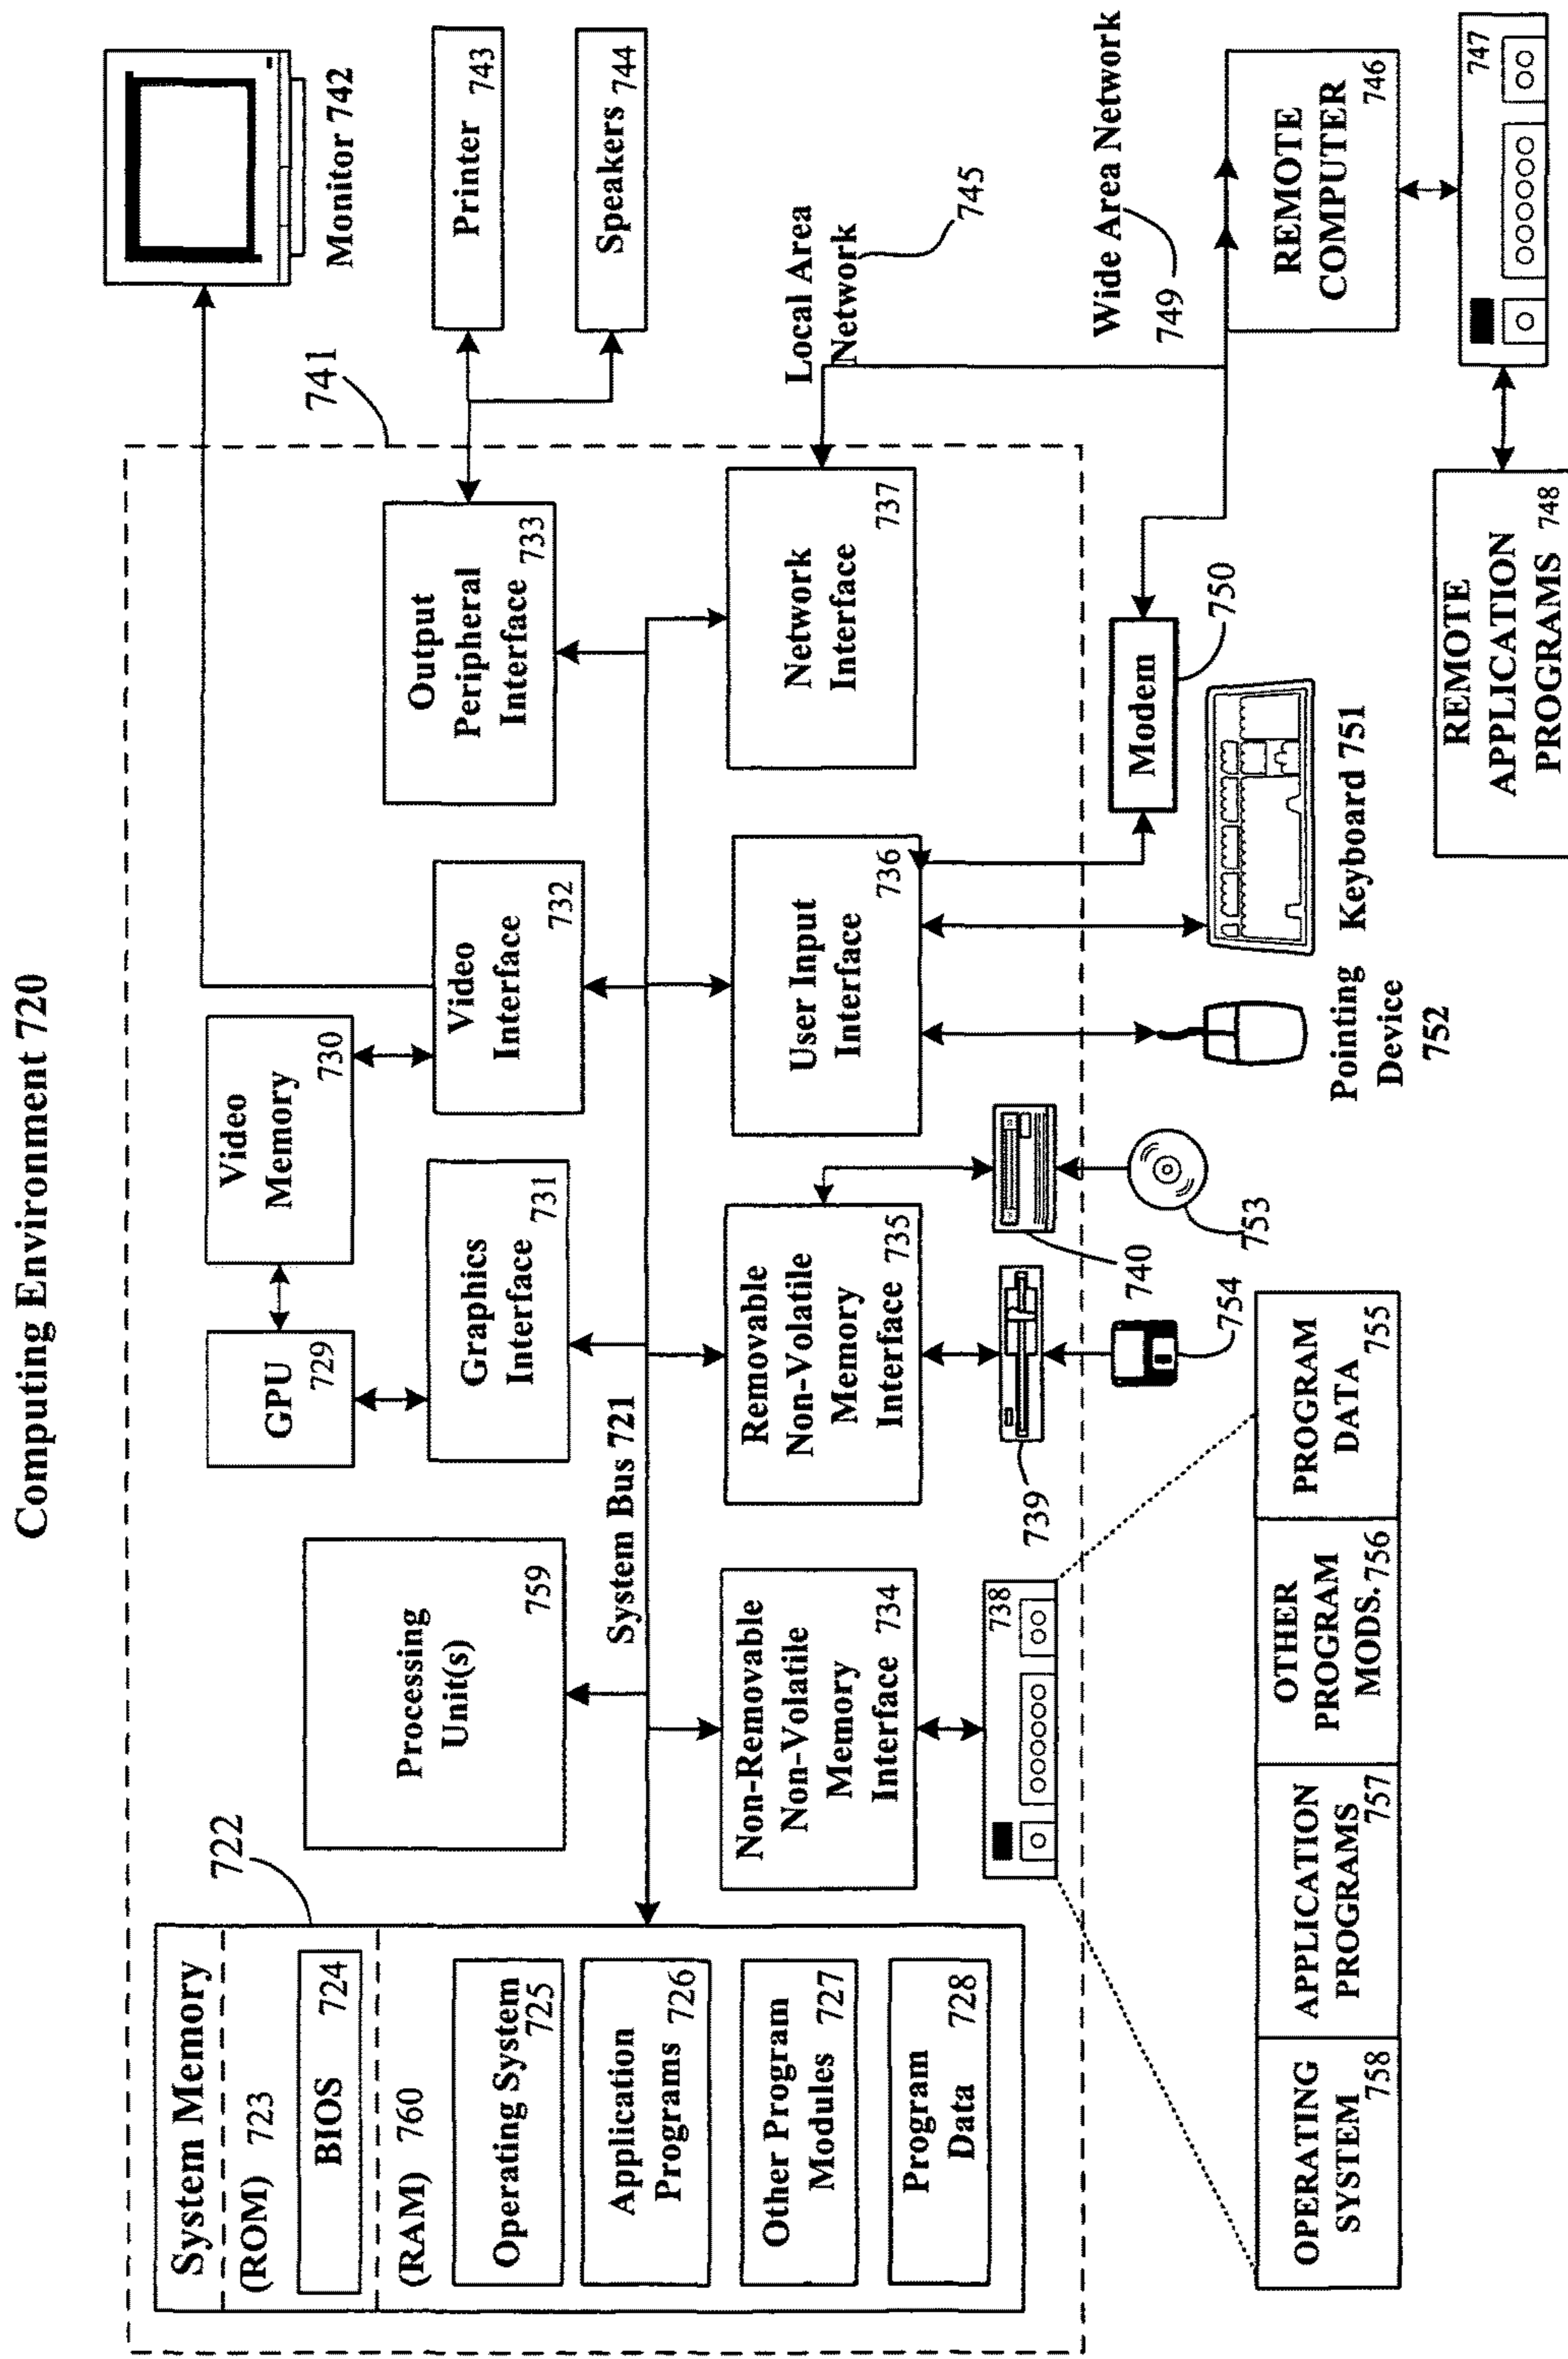 Computing Environment 720
System Memory
722
(ROM) 723
BIOS 724
(RAM) 760
Operating System
725
Application
Programs 726
Other Program
Modules 727
Program
Data 728
Processing
Unit(s)
759
GPU
729
Video
Memory
730
Graphics
Interface
731
Video
Interface
732
Output
Peripheral
Interface
733
741
Monitor 742
Printer 743
Speakers 744
System Bus 721
Non-Removable
Non-Volatile
Memory
Interface 734
Removable
Non-Volatile
Memory
Interface 735
User Input
Interface
736
Network
Interface
737
Local Area
Network
745
Wide Area Network
749
738
739
740
754
753
Modem
750
Pointing
Device
752
Keyboard 751
REMOTE
COMPUTER
746
747
OPERATING
SYSTEM
758
APPLICATION
PROGRAMS
757
OTHER
PROGRAM
MODS. 756
PROGRAM
DATA
755
REMOTE
APPLICATION
PROGRAMS 748